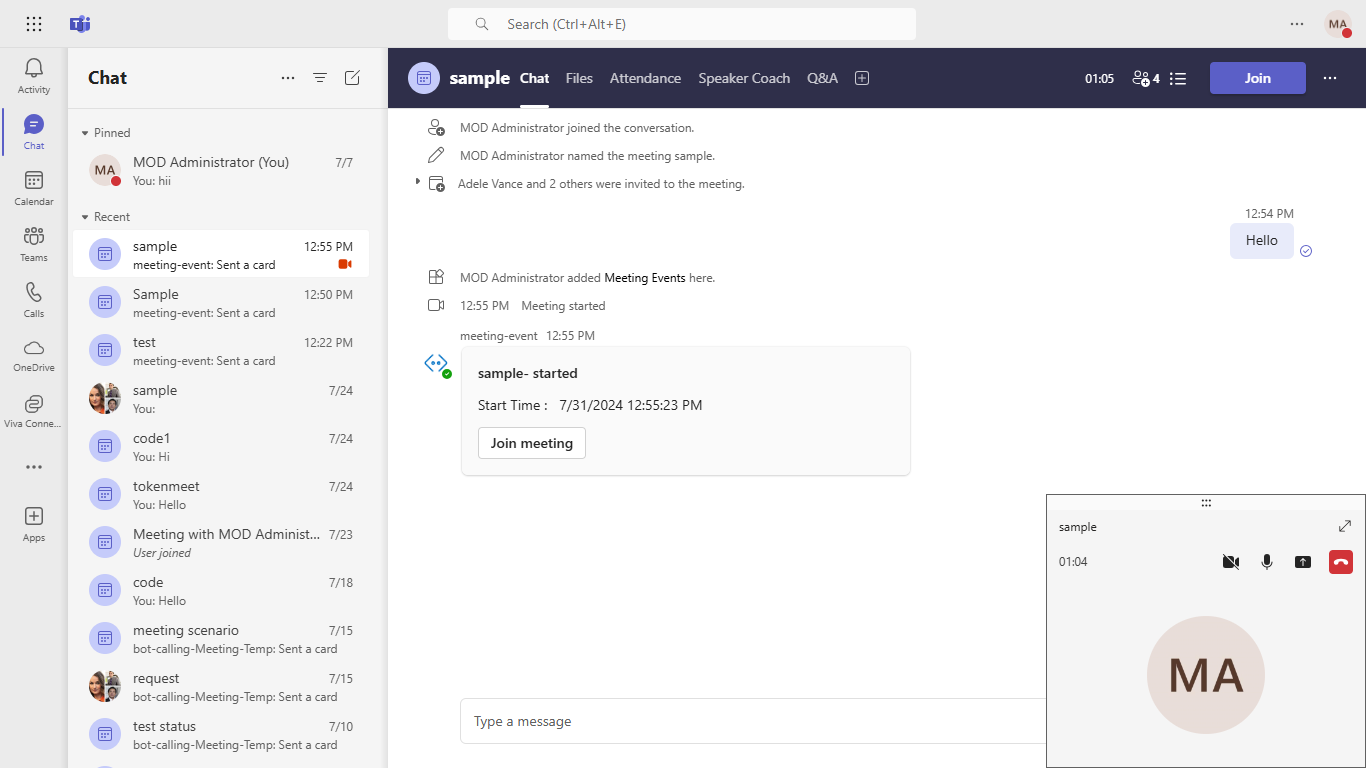 Search (Ctrl+Alt+E)
MA
Activity
Chat
Calendar
Teams
Calls
OneDrive
Viva Conne...
Apps
Chat
Pinned
MA
MOD Administrator (You) 7/7
You: hii
Recent
sample 12:55 PM
meeting-event: Sent a card
Sample 12:50 PM
meeting-event: Sent a card
test 12:22 PM
meeting-event: Sent a card
sample 7/24
You:
code1 7/24
You: Hi
tokenmeet 7/24
You: Hello
Meeting with MOD Administ... 7/23
User joined
code 7/18
You: Hello
meeting scenario 7/15
bot-calling-Meeting-Temp: Sent a card
request 7/15
bot-calling-Meeting-Temp: Sent a card
test status 7/10
bot-calling-Meeting-Temp: Sent a card
sample Chat Files Attendance Speaker Coach Q&A 01:05 4 Join
MOD Administrator joined the conversation.
MOD Administrator named the meeting sample.
Adele Vance and 2 others were invited to the meeting.
12:54 PM
Hello
MOD Administrator added Meeting Events here.
12:55 PM Meeting started
meeting-event 12:55 PM
sample- started
Start Time : 7/31/2024 12:55:23 PM
Join meeting
Type a message
sample
01:04
MA